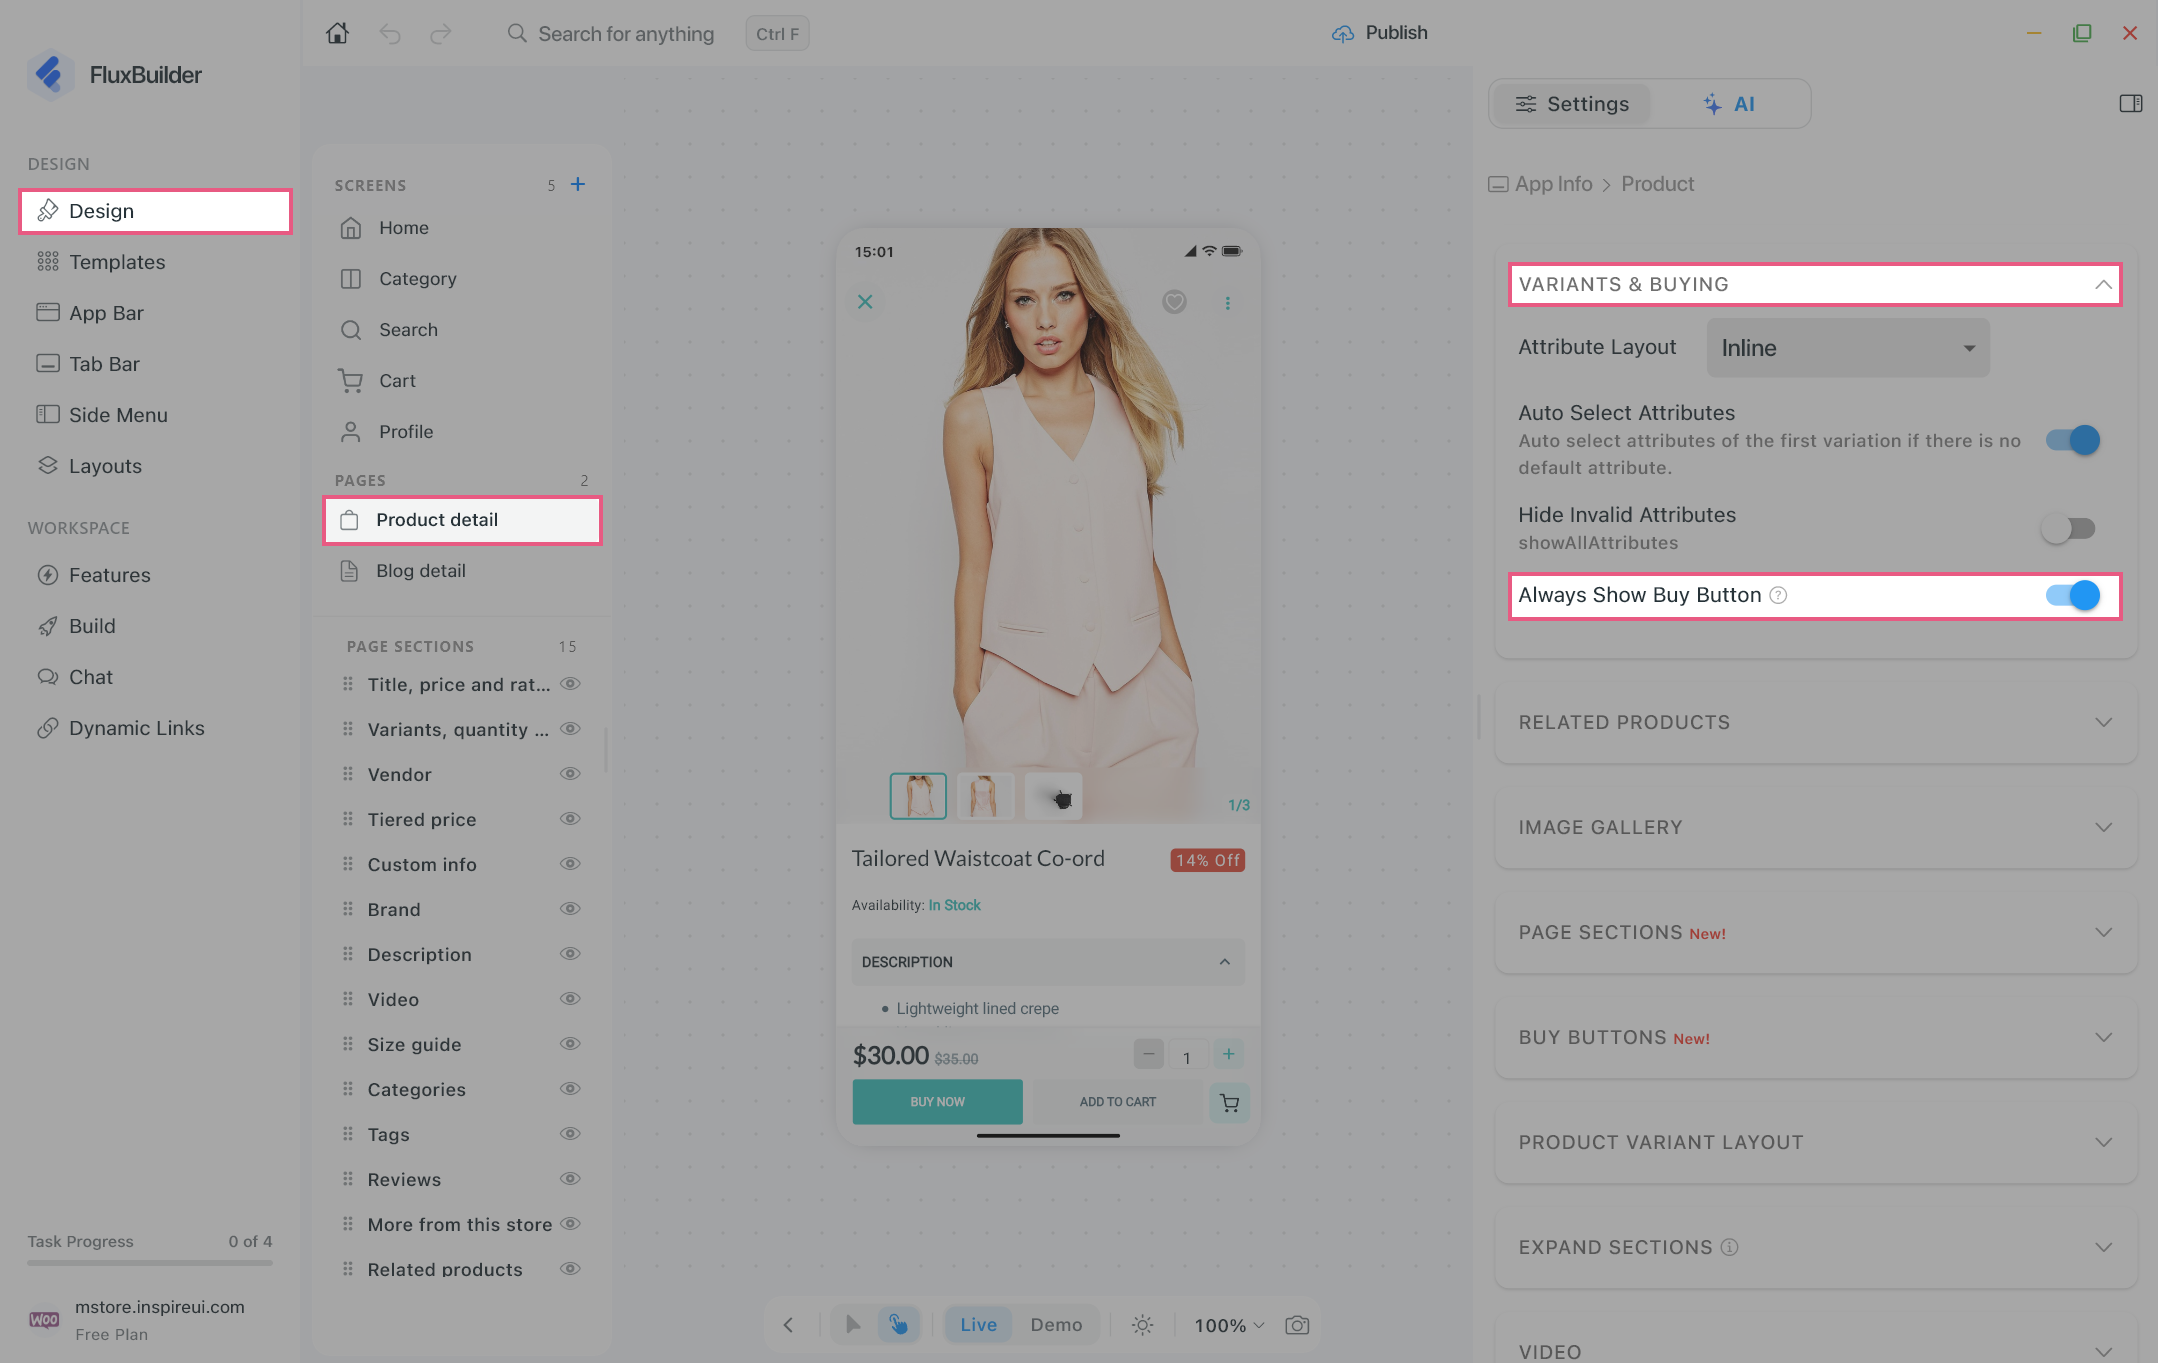 FluxBuilder
DESIGN
Design
Templates
App Bar
Tab Bar
Side Menu
Layouts
WORKSPACE
Features
Build
Chat
Dynamic Links
Task Progress 0 of 4
WOO
mstore.inspireui.com
Free Plan
Search for anything Ctrl F
Publish
SCREENS 5
Home
Category
Search
Cart
Profile
PAGES 2
Product detail
Blog detail
PAGE SECTIONS 15
Title, price and rat...
Variants, quantity ...
Vendor
Tiered price
Custom info
Brand
Description
Video
Size guide
Categories
Tags
Reviews
More from this store
Related products
15:01
1/3
Tailored Waistcoat Co-ord 14% Off
Availability: In Stock
DESCRIPTION
• Lightweight lined crepe
$30.00 $35.00 1
BUY NOW ADD TO CART
Live Demo 100%
Settings AI
App Info > Product
VARIANTS & BUYING
Attribute Layout Inline
Auto Select Attributes
Auto select attributes of the first variation if there is no
default attribute.
Hide Invalid Attributes
showAllAttributes
Always Show Buy Button
RELATED PRODUCTS
IMAGE GALLERY
PAGE SECTIONS New!
BUY BUTTONS New!
PRODUCT VARIANT LAYOUT
EXPAND SECTIONS
VIDEO